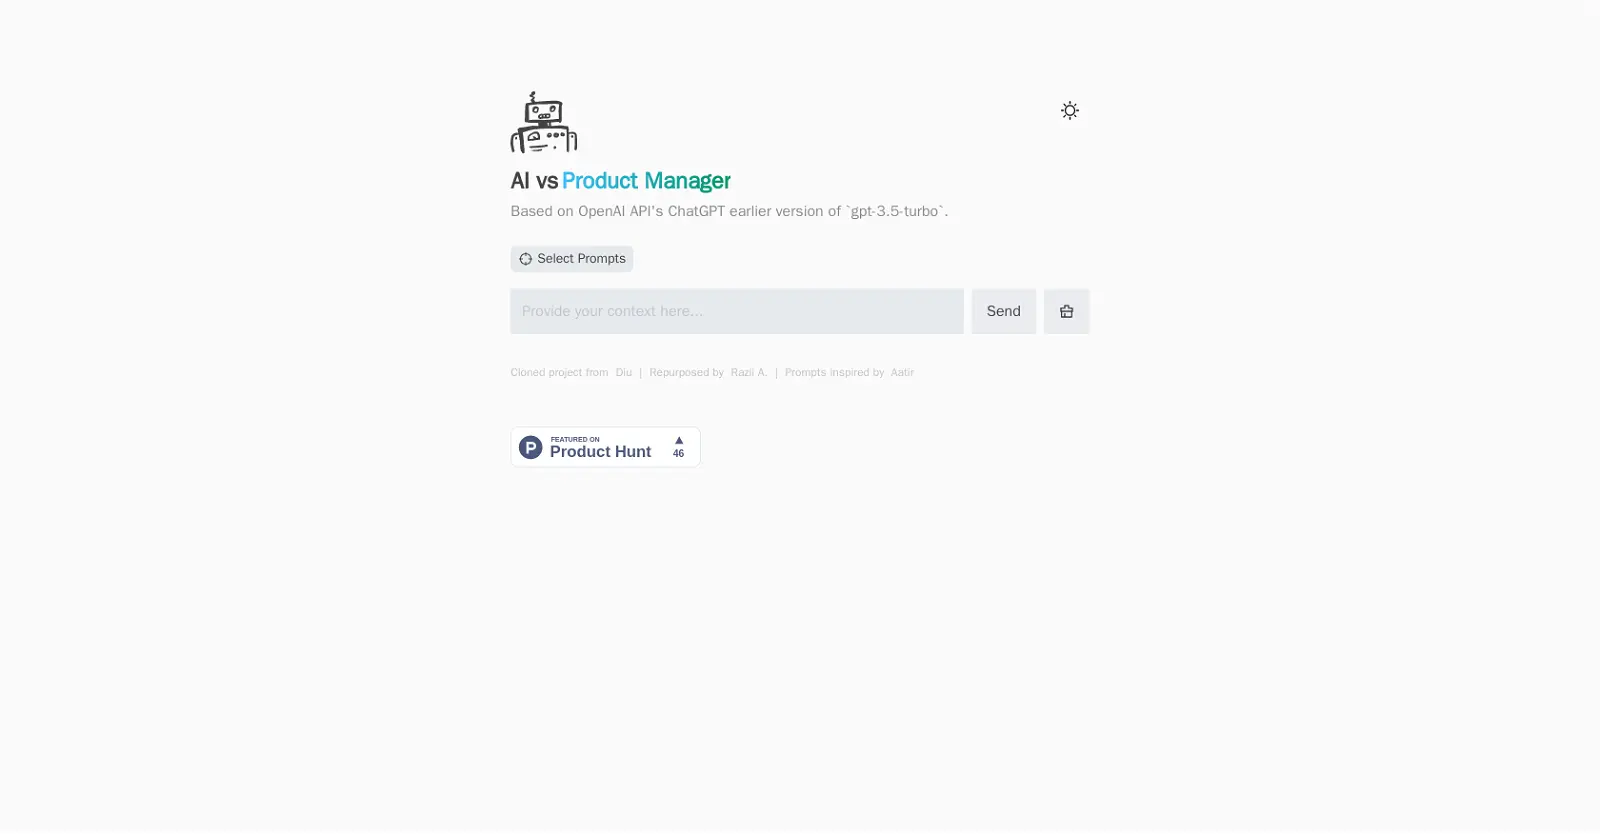 AI vs Product Manager
Based on OpenAI API's ChatGPT earlier version of `gpt-3.5-turbo`.
Select Prompts
Provide your context here...
Send
Cloned project from Diu | Repurposed by Razii A. | Prompts inspired by Aatir
FEATURED ON
Product Hunt
46